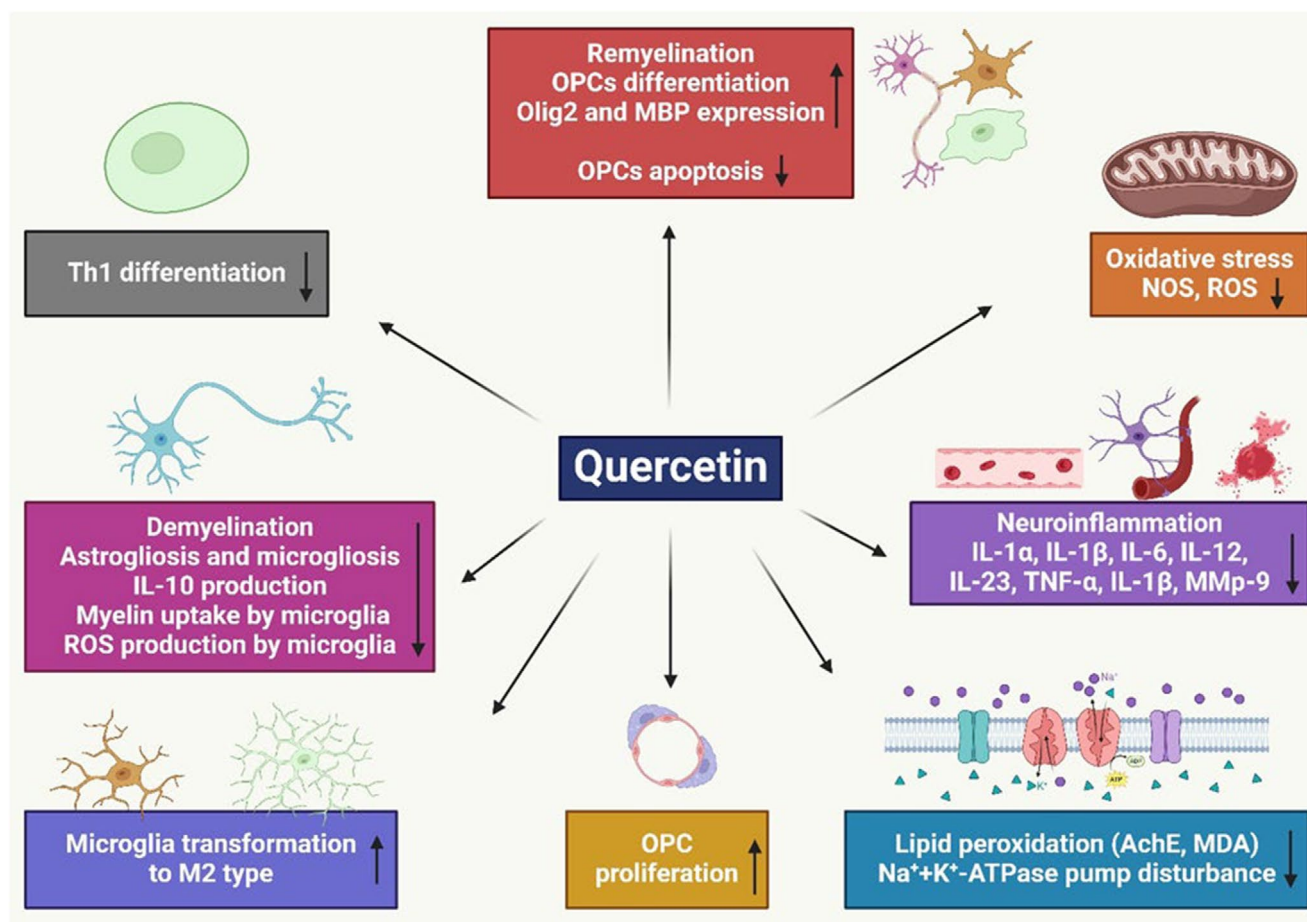 Remyelination
OPCs differentiation
Olig2 and MBP expression
OPCs apoptosis
Th1 differentiation
Oxidative stress
NOS, ROS
Quercetin
Demyelination
Astrogliosis and microgliosis
IL-10 production
Myelin uptake by microglia
ROS production by microglia
Neuroinflammation
IL-1α, IL-1β, IL-6, IL-12,
IL-23, TNF-α, IL-1β, MMp-9
Na⁺
ADP
ATP
K⁺
Microglia transformation
to M2 type
OPC
proliferation
Lipid peroxidation (AchE, MDA)
Na⁺+K⁺-ATPase pump disturbance